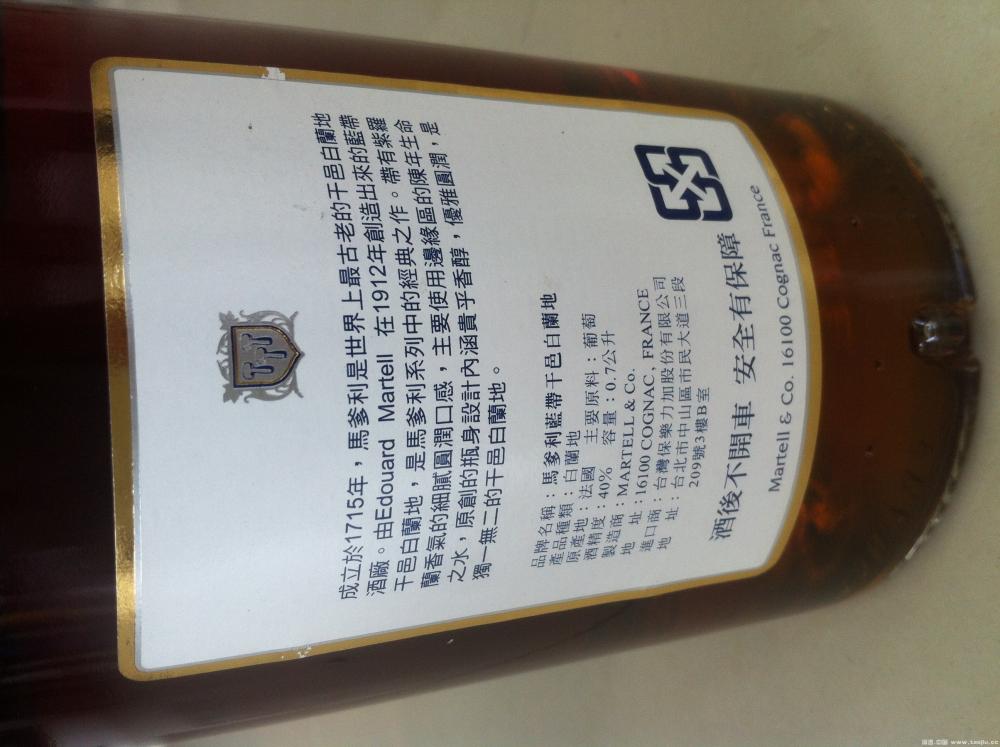 成立於1715年，馬爹利是世界上最古老的干邑白蘭地
酒廠。由Edouard Martell 在1912年創造出來的藍帶
干邑白蘭地，是馬爹利系列中的經典之作。帶有紫羅
蘭香氣的細膩圓潤口感，主要使用邊緣區的陳年生命
之水，原創的瓶身設計內涵貴乎香醇，優雅圓潤，是
獨一無二的干邑白蘭地。
品牌名稱：馬爹利藍帶干邑白蘭地
產品種類：白蘭地
原產地：法國 主要原料：葡萄
酒精度：40% 容量：0.7公升
製造商：MARTELL & Co.
地 址：16100 COGNAC, FRANCE
進口商：台灣保樂力加股份有限公司
地 址：台北市中山區市民大道三段
209號3樓B室
酒後不開車 安全有保障
Martell & Co. 16100 Cognac France
www.tanjiu.cc